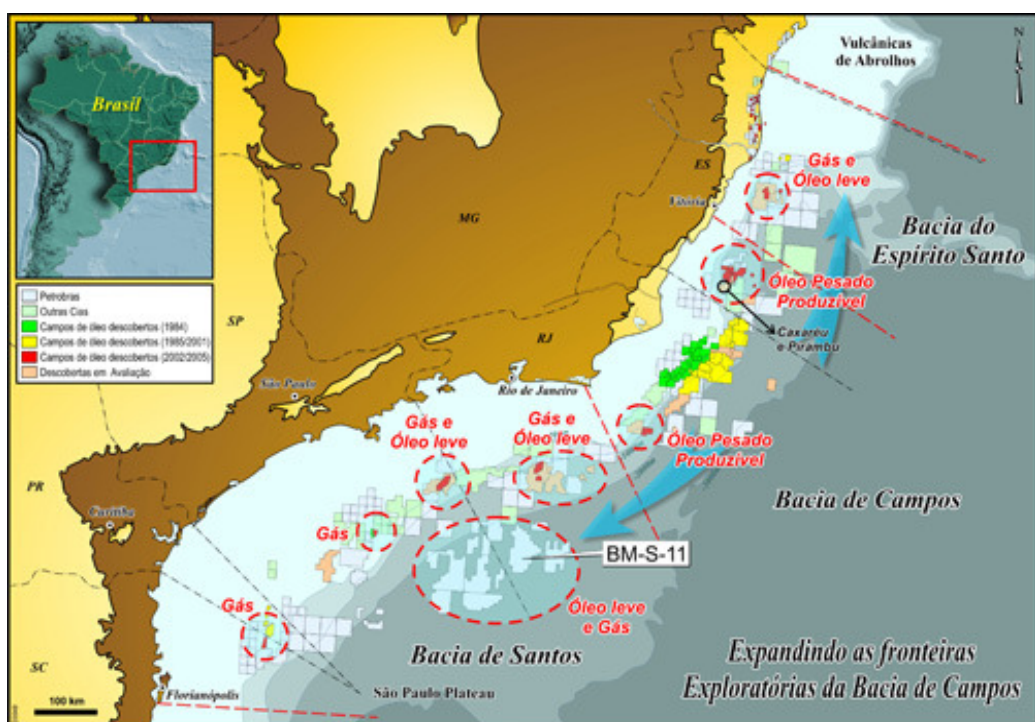 Brasil
N
Vulcânicas
de Abrolhos
ES
Gás e
Óleo leve
Vitória
MG
Bacia do
Espírito Santo
Óleo Pesado
Produzível
Caxaréu
e Pirambu
Petrobras
Outras Cias
Campos de óleo descobertos (1984)
Campos de óleo descobertos (1985/2001)
Campos de óleo descobertos (2002/2005)
Descobertas em Avaliação
SP
RJ
São Paulo
Rio de Janeiro
Gás e
Óleo leve
Gás e
Óleo leve
Óleo Pesado
Produzível
PR
Curitiba
Bacia de Campos
Gás
BM-S-11
Gás
Óleo leve
e Gás
Bacia de Santos
Expandindo as fronteiras
Exploratórias da Bacia de Campos
SC
Florianópolis
São Paulo Plateau
100 km